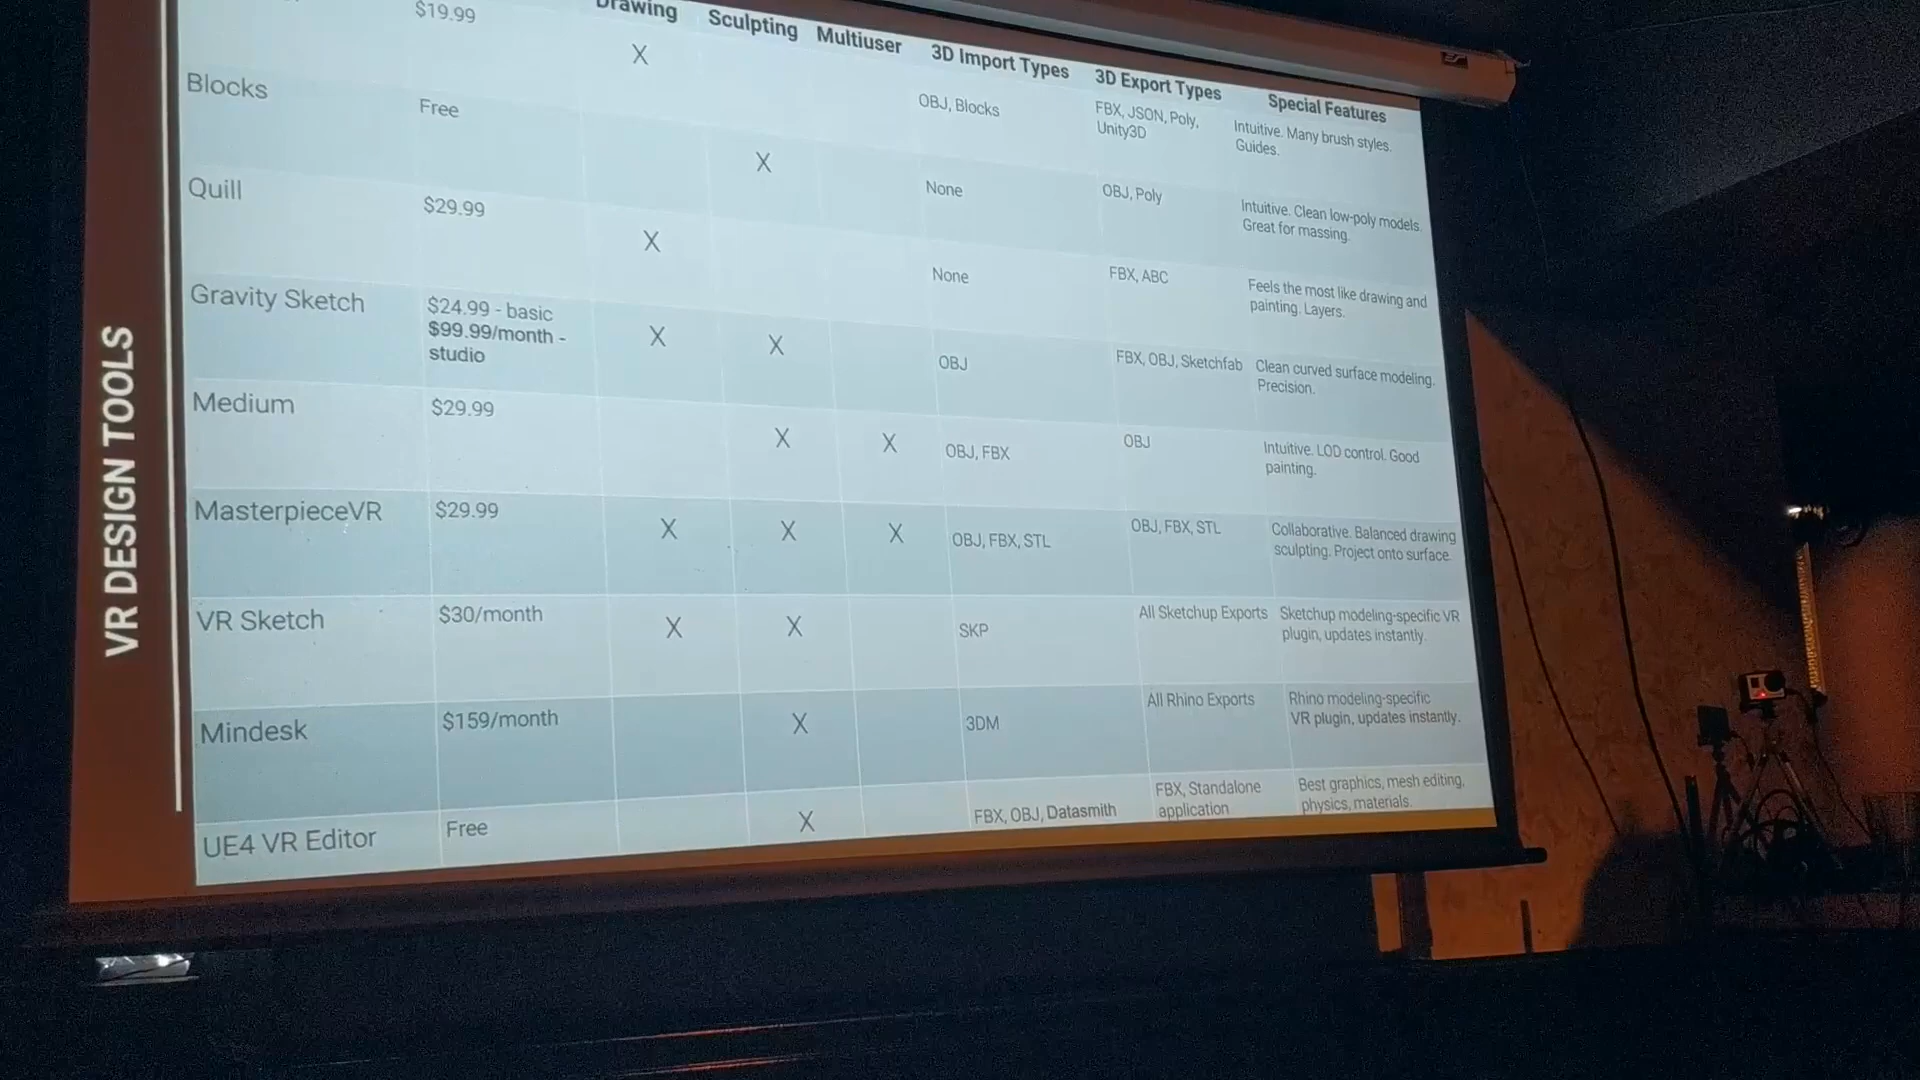 VR DESIGN TOOLS
Drawing Sculpting Multiuser 3D Import Types 3D Export Types Special Features
$19.99 X OBJ, Blocks FBX, JSON, Poly, Intuitive. Many brush styles.
Unity3D Guides.
Blocks Free X None OBJ, Poly Intuitive. Clean low-poly models.
Great for massing.
Quill $29.99 X None FBX, ABC Feels the most like drawing and
painting. Layers.
Gravity Sketch $24.99 - basic X X OBJ FBX, OBJ, Sketchfab Clean curved surface modeling.
$99.99/month - Precision.
studio
Medium $29.99 X X OBJ, FBX OBJ Intuitive. LOD control. Good
painting.
MasterpieceVR $29.99 X X X OBJ, FBX, STL OBJ, FBX, STL Collaborative. Balanced drawing
sculpting. Project onto surface.
VR Sketch $30/month X X SKP All Sketchup Exports Sketchup modeling-specific VR
plugin, updates instantly.
Mindesk $159/month X 3DM All Rhino Exports Rhino modeling-specific
VR plugin, updates instantly.
UE4 VR Editor Free X FBX, OBJ, Datasmith FBX, Standalone Best graphics, mesh editing,
application physics, materials.